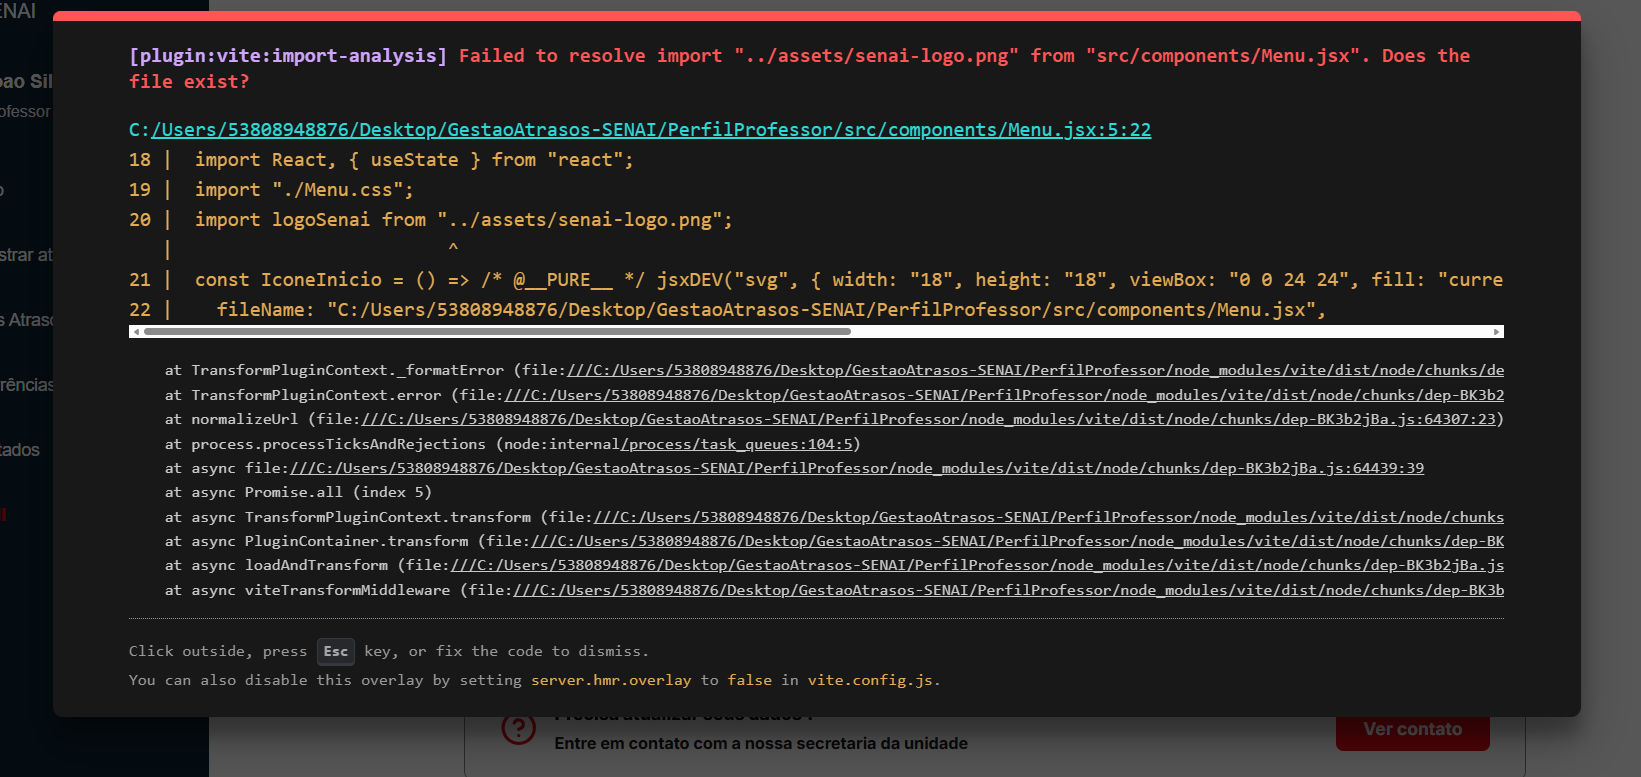 ENAI
[plugin:vite:import-analysis] Failed to resolve import "../assets/senai-logo.png" from "src/components/Menu.jsx". Does the
file exist?
C:/Users/53808948876/Desktop/GestaoAtrasos-SENAI/PerfilProfessor/src/components/Menu.jsx:5:22
18 |  import React, { useState } from "react";
19 |  import "./Menu.css";
20 |  import logoSenai from "../assets/senai-logo.png";
   |                         ^
21 |  const IconeInicio = () => /* @__PURE__ */ jsxDEV("svg", { width: "18", height: "18", viewBox: "0 0 24 24", fill: "curre
22 |    fileName: "C:/Users/53808948876/Desktop/GestaoAtrasos-SENAI/PerfilProfessor/src/components/Menu.jsx",
at TransformPluginContext._formatError (file:///C:/Users/53808948876/Desktop/GestaoAtrasos-SENAI/PerfilProfessor/node_modules/vite/dist/node/chunks/de
at TransformPluginContext.error (file:///C:/Users/53808948876/Desktop/GestaoAtrasos-SENAI/PerfilProfessor/node_modules/vite/dist/node/chunks/dep-BK3b2
at normalizeUrl (file:///C:/Users/53808948876/Desktop/GestaoAtrasos-SENAI/PerfilProfessor/node_modules/vite/dist/node/chunks/dep-BK3b2jBa.js:64307:23)
at process.processTicksAndRejections (node:internal/process/task_queues:104:5)
at async file:///C:/Users/53808948876/Desktop/GestaoAtrasos-SENAI/PerfilProfessor/node_modules/vite/dist/node/chunks/dep-BK3b2jBa.js:64439:39
at async Promise.all (index 5)
at async TransformPluginContext.transform (file:///C:/Users/53808948876/Desktop/GestaoAtrasos-SENAI/PerfilProfessor/node_modules/vite/dist/node/chunks
at async PluginContainer.transform (file:///C:/Users/53808948876/Desktop/GestaoAtrasos-SENAI/PerfilProfessor/node_modules/vite/dist/node/chunks/dep-BK
at async loadAndTransform (file:///C:/Users/53808948876/Desktop/GestaoAtrasos-SENAI/PerfilProfessor/node_modules/vite/dist/node/chunks/dep-BK3b2jBa.js
at async viteTransformMiddleware (file:///C:/Users/53808948876/Desktop/GestaoAtrasos-SENAI/PerfilProfessor/node_modules/vite/dist/node/chunks/dep-BK3b
Click outside, press Esc key, or fix the code to dismiss.
You can also disable this overlay by setting server.hmr.overlay to false in vite.config.js.
oao Sil
ofessor
strar at
s Atraso
rências
tados
Precisa atualizar seus dados?
Entre em contato com a nossa secretaria da unidade
Ver contato